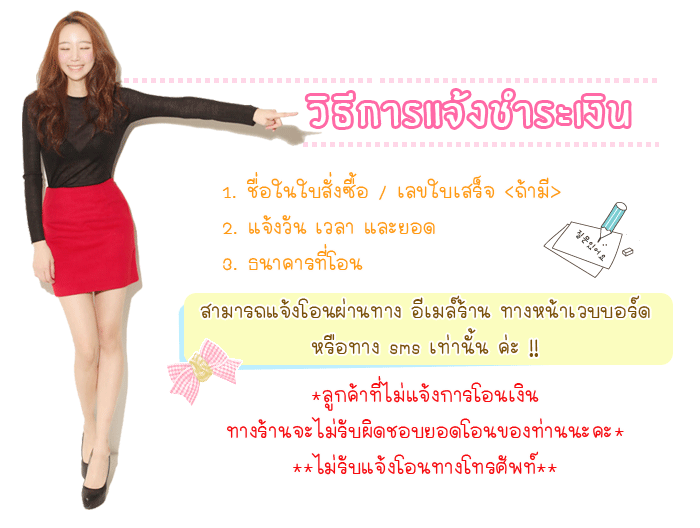 วิธีการแจ้งชำระเงิน
1. ชื่อในใบสั่งซื้อ / เลขใบเสร็จ <ถ้ามี>
2. แจ้งวัน เวลา และยอด
3. ธนาคารที่โอน
질문있어요
สามารถแจ้งโอนผ่านทาง อีเมล์ร้าน ทางหน้าเวบบอร์ด
หรือทาง sms เท่านั้น ค่ะ !!
*ลูกค้าที่ไม่แจ้งการโอนเงิน
ทางร้านจะไม่รับผิดชอบยอดโอนของท่านนะคะ*
**ไม่รับแจ้งโอนทางโทรศัพท์**